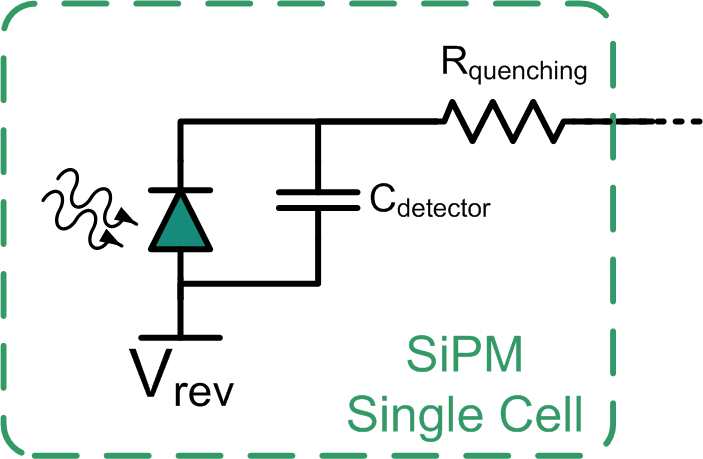 Rquenching
Cdetector
Vrev
SiPM
Single Cell